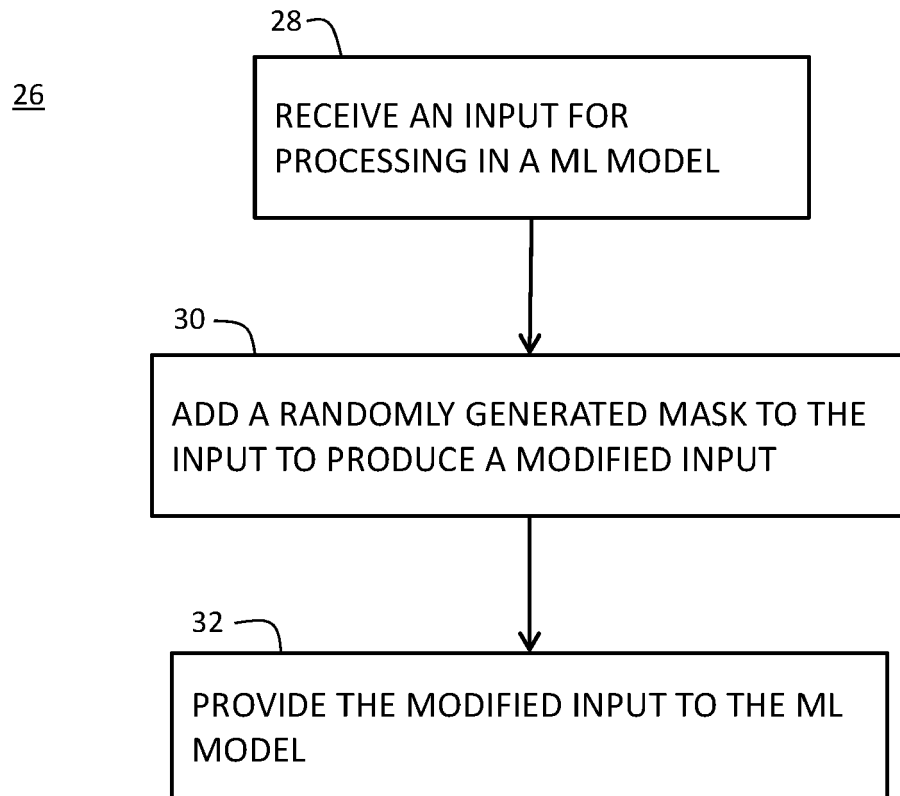 28
26
RECEIVE AN INPUT FOR
PROCESSING IN A ML MODEL
30
ADD A RANDOMLY GENERATED MASK TO THE
INPUT TO PRODUCE A MODIFIED INPUT
32
PROVIDE THE MODIFIED INPUT TO THE ML
MODEL